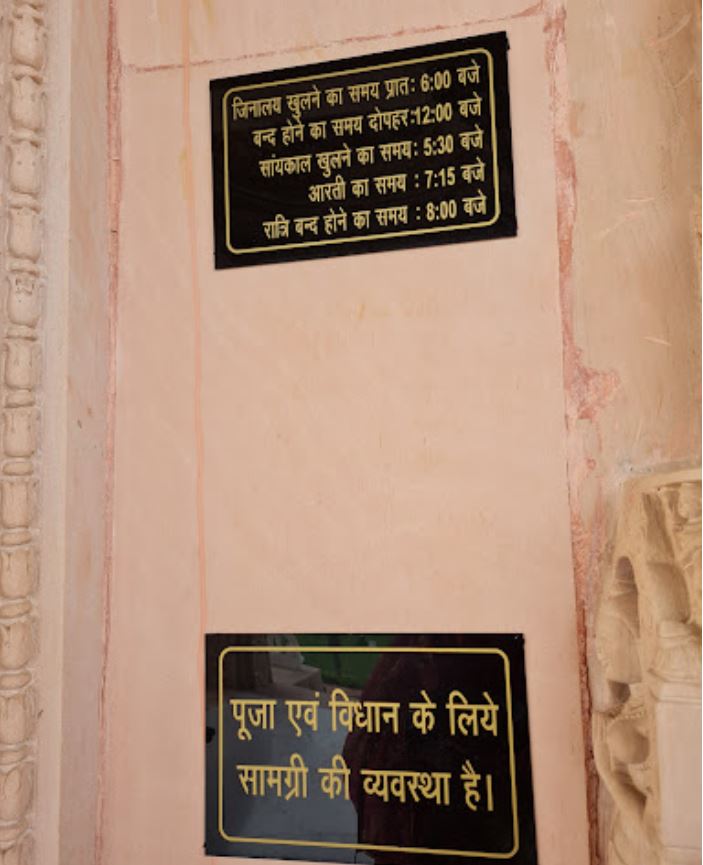 जिनालय खुलने का समय प्रात: 6:00 बजे
बन्द होने का समय दोपहर:12:00 बजे
सांयकाल खुलने का समय: 5:30 बजे
आरती का समय : 7:15 बजे
रात्रि बन्द होने का समय : 8:00 बजे
पूजा एवं विधान के लिये
सामग्री की व्यवस्था है।